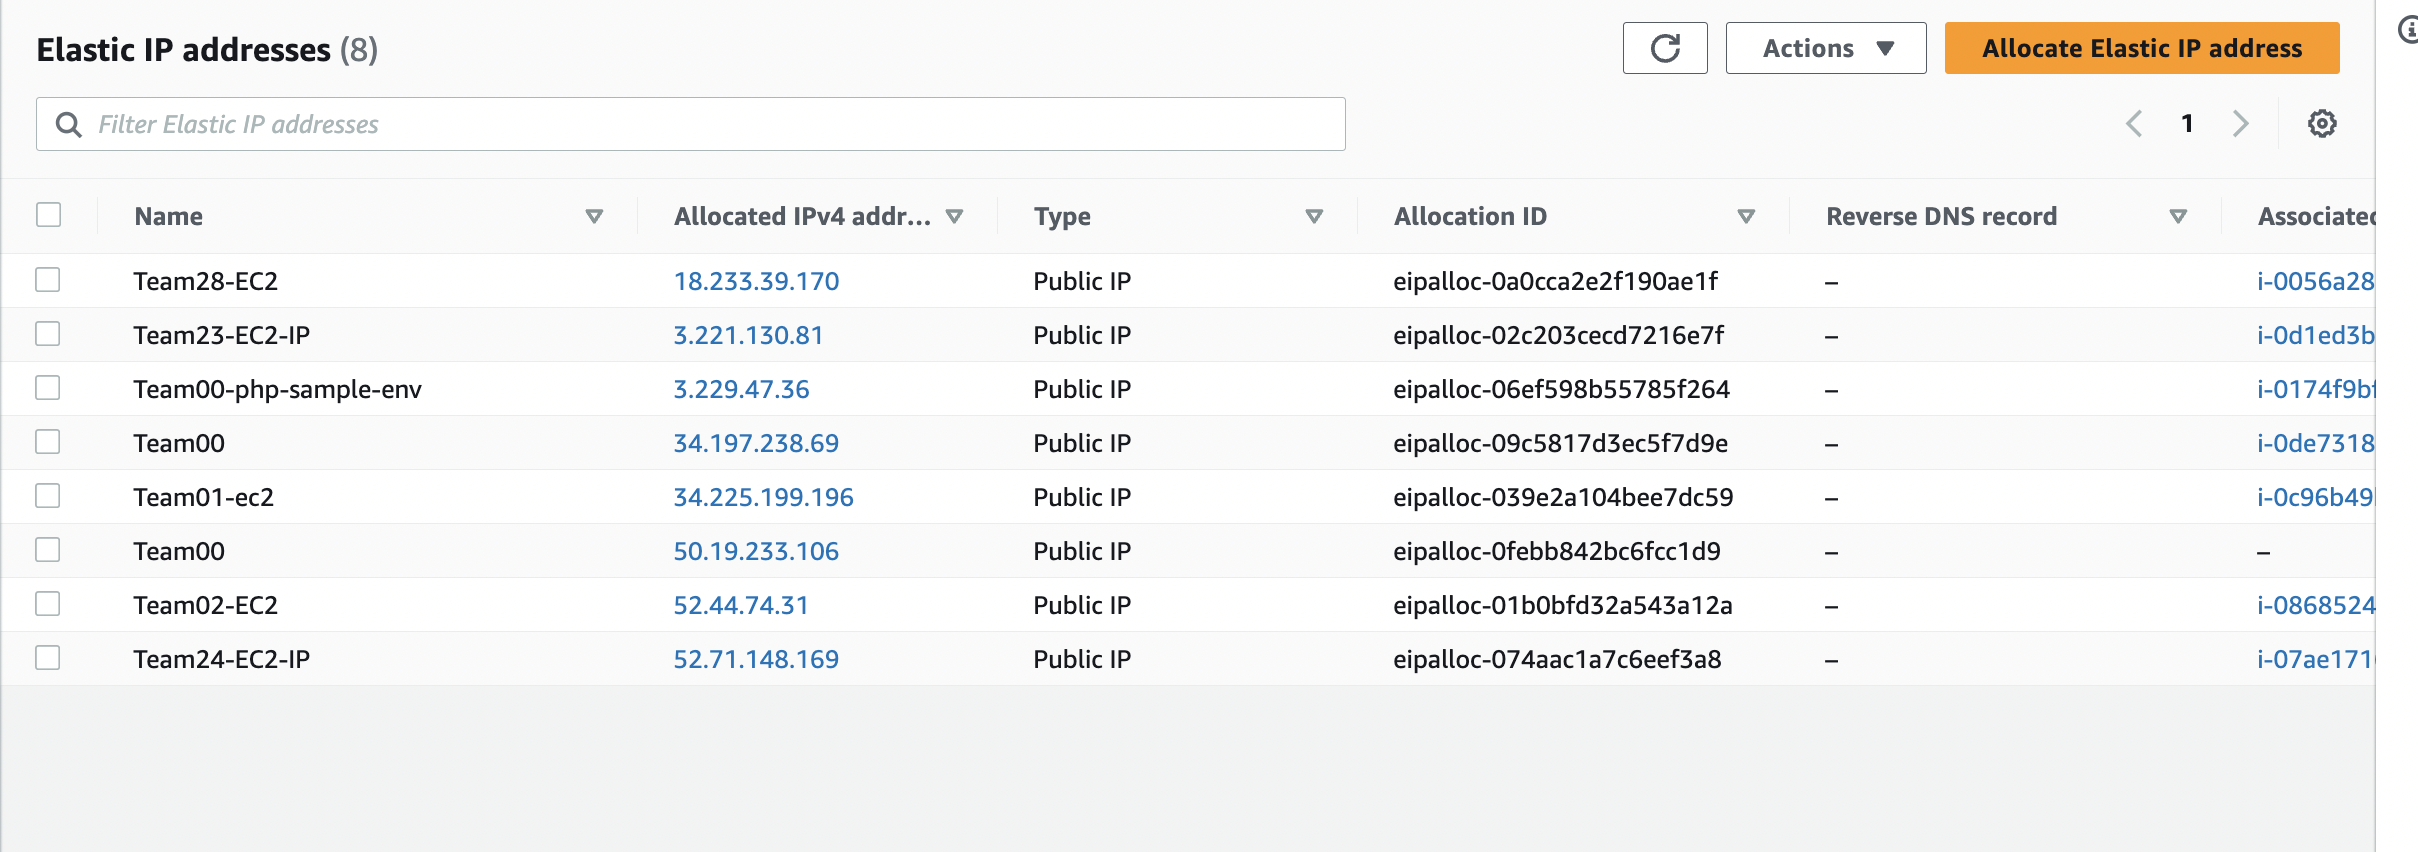 Elastic IP addresses (8)
Actions
Allocate Elastic IP address
Filter Elastic IP addresses
1
Name Allocated IPv4 addr... Type Allocation ID Reverse DNS record Associated
Team28-EC2 18.233.39.170 Public IP eipalloc-0a0cca2e2f190ae1f – i-0056a28
Team23-EC2-IP 3.221.130.81 Public IP eipalloc-02c203cecd7216e7f – i-0d1ed3b
Team00-php-sample-env 3.229.47.36 Public IP eipalloc-06ef598b55785f264 – i-0174f9bf
Team00 34.197.238.69 Public IP eipalloc-09c5817d3ec5f7d9e – i-0de7318
Team01-ec2 34.225.199.196 Public IP eipalloc-039e2a104bee7dc59 – i-0c96b49
Team00 50.19.233.106 Public IP eipalloc-0febb842bc6fcc1d9 – –
Team02-EC2 52.44.74.31 Public IP eipalloc-01b0bfd32a543a12a – i-0868524
Team24-EC2-IP 52.71.148.169 Public IP eipalloc-074aac1a7c6eef3a8 – i-07ae171